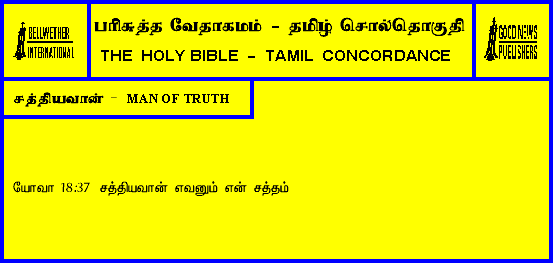 BELLWETHER
INTERNATIONAL
பரிசுத்த வேதாகமம் - தமிழ் சொல்தொகுதி
THE HOLY BIBLE - TAMIL CONCORDANCE
GOOD NEWS
PUBLISHERS
சத்தியவான் - MAN OF TRUTH
யோவா 18:37 சத்தியவான் எவனும் என் சத்தம்